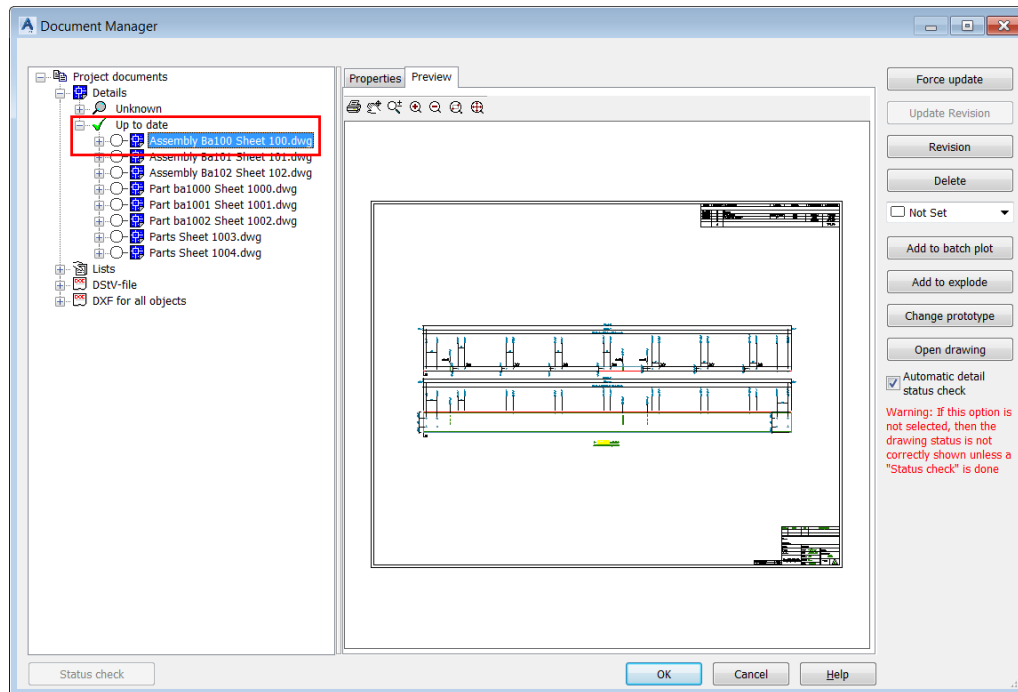 Document Manager
Project documents
Details
Unknown
Up to date
Assembly Ba100 Sheet 100.dwg
Assembly Ba101 Sheet 101.dwg
Assembly Ba102 Sheet 102.dwg
Part ba1000 Sheet 1000.dwg
Part ba1001 Sheet 1001.dwg
Part ba1002 Sheet 1002.dwg
Parts Sheet 1003.dwg
Parts Sheet 1004.dwg
Lists
DStV-file
DXF for all objects
Properties
Preview
Force update
Update Revision
Revision
Delete
Not Set
Add to batch plot
Add to explode
Change prototype
Open drawing
Automatic detail
status check
Warning: If this option is
not selected, then the
drawing status is not
correctly shown unless a
"Status check" is done
Status check
OK
Cancel
Help